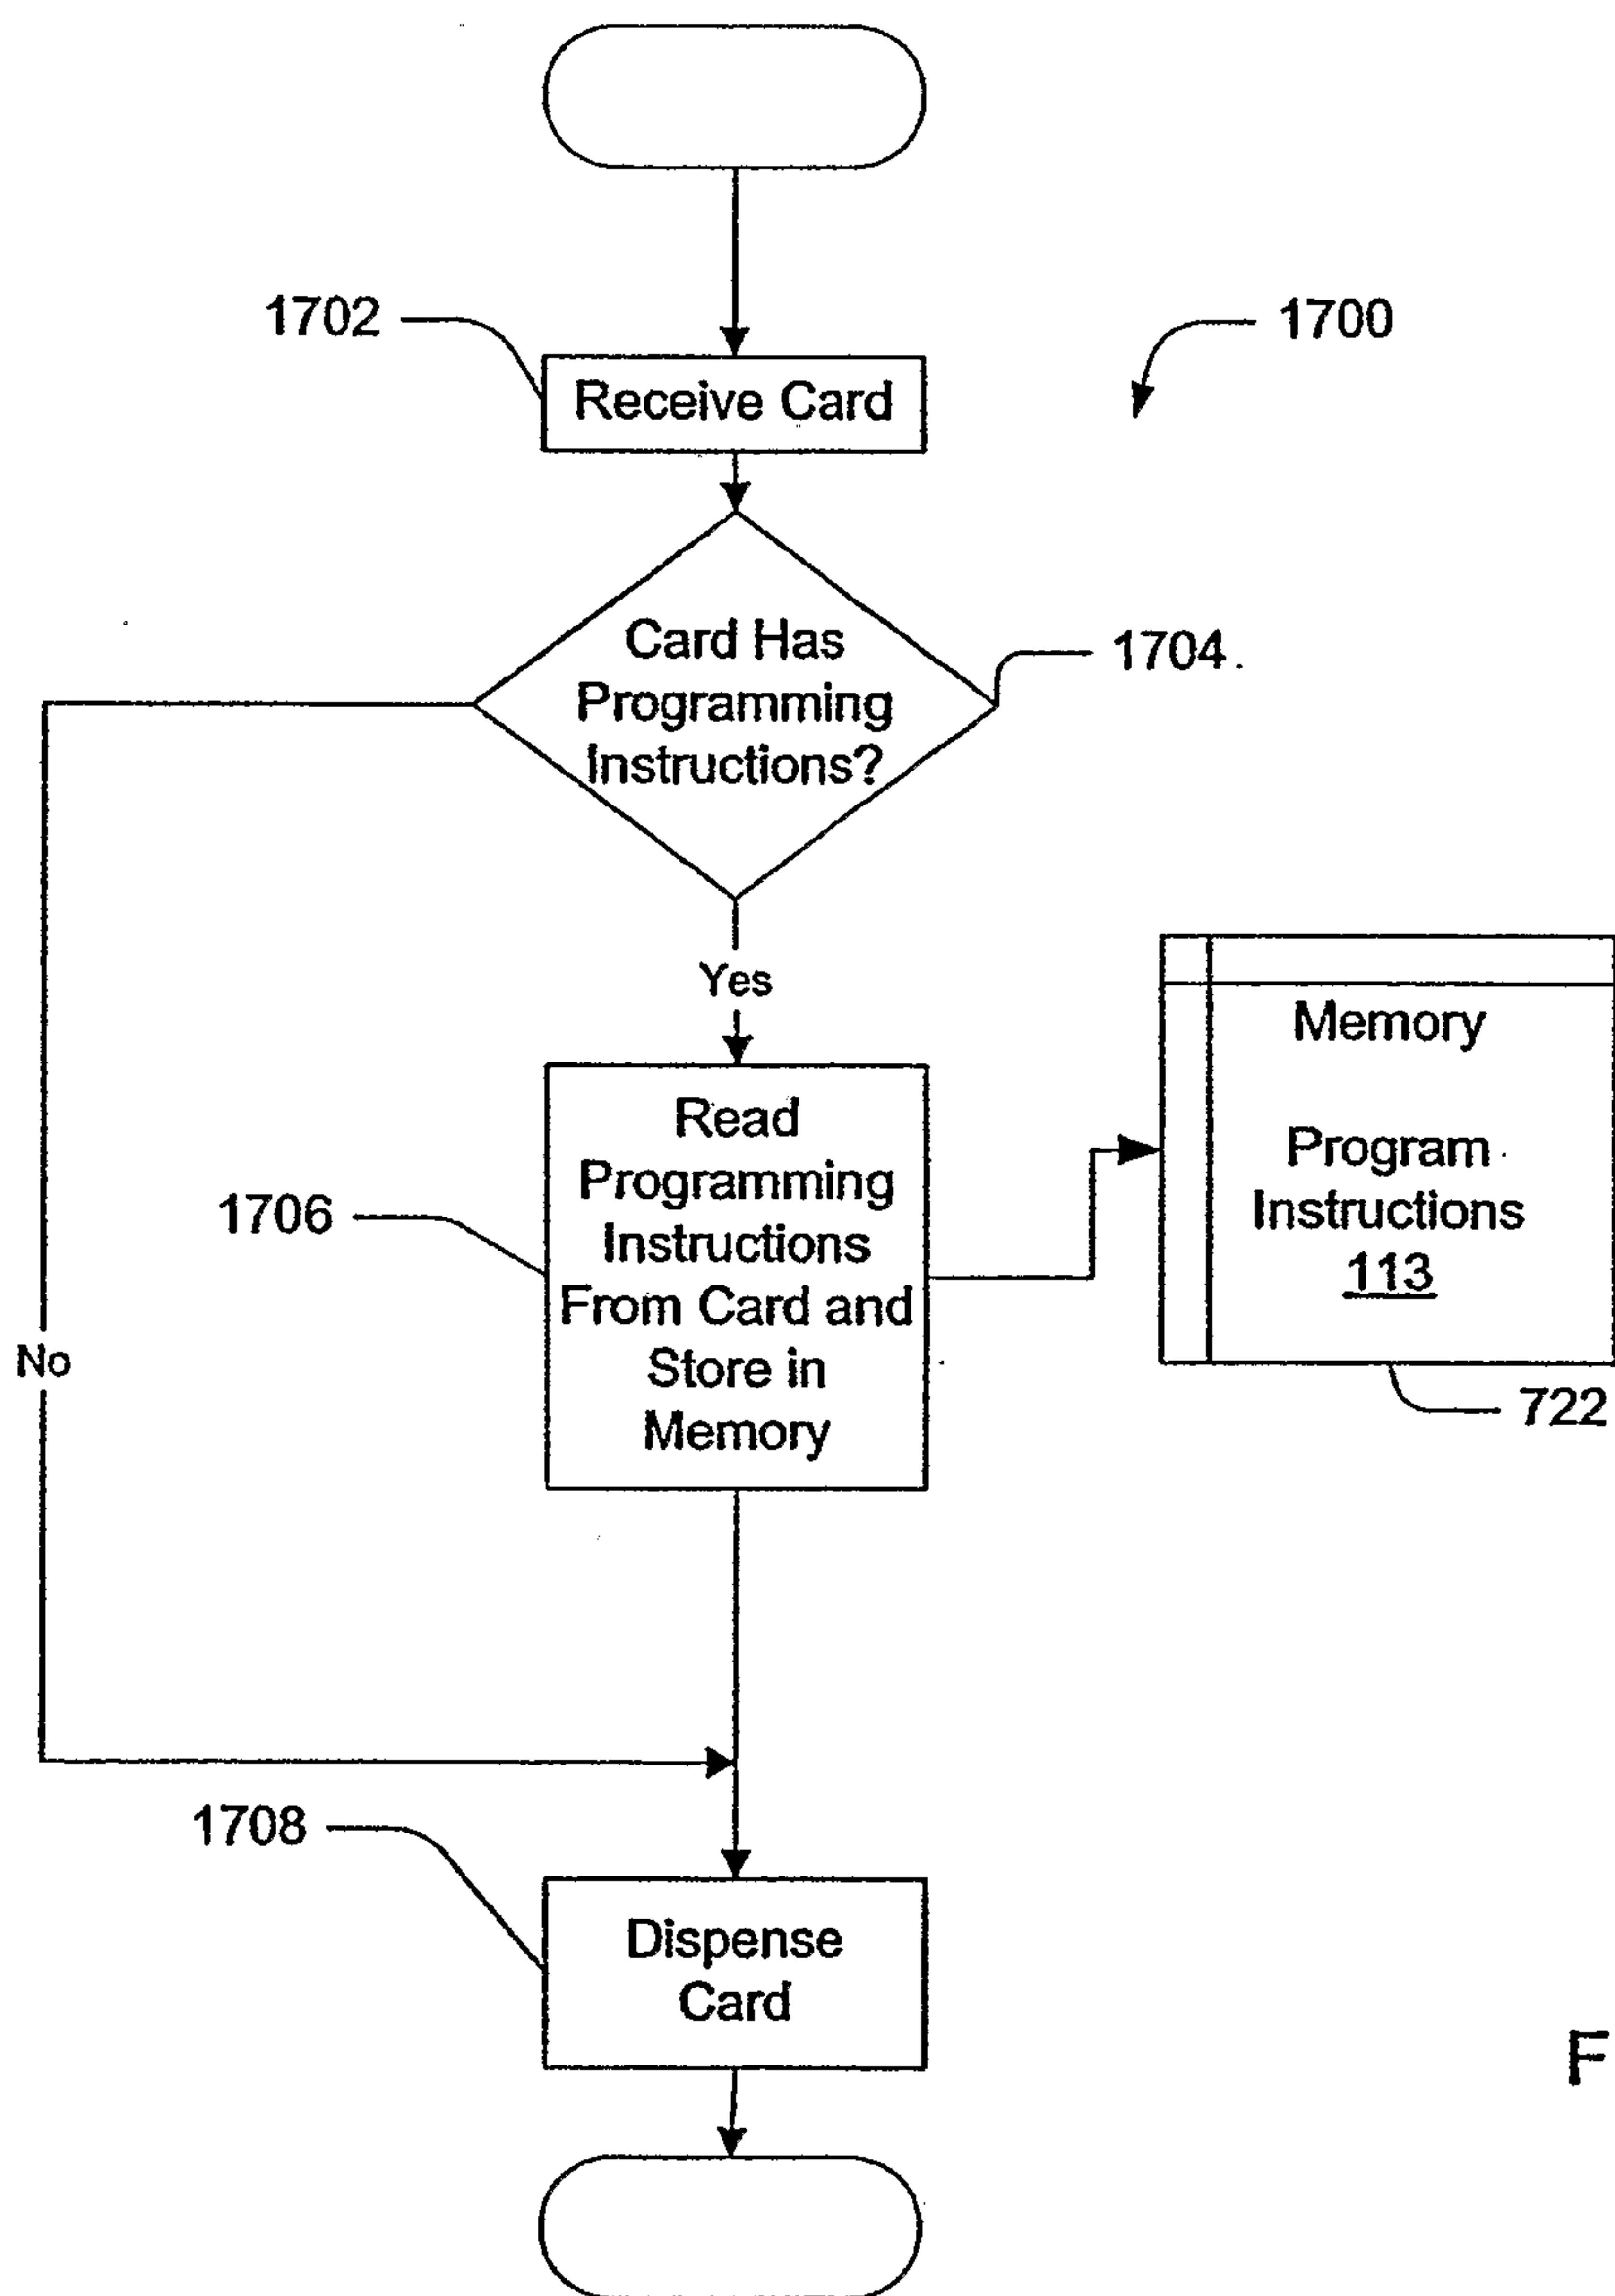 1702
1700
Receive Card
Card Has
Programming
Instructions?
1704
Yes
No
Read
Programming
Instructions
From Card and
Store in
Memory
1706
Memory
Program
Instructions
113
722
1708
Dispense
Card
F